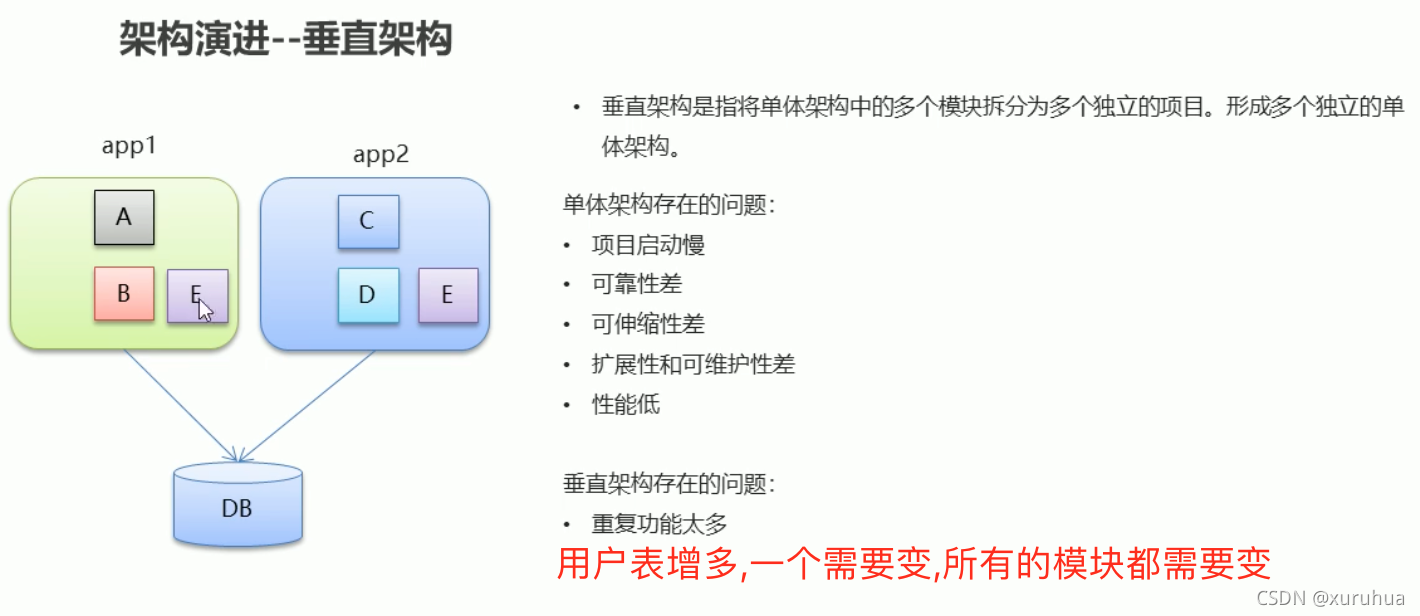 架构演进--垂直架构
app1
app2
A
B
E
C
D
E
DB
• 垂直架构是指将单体架构中的多个模块拆分为多个独立的项目。形成多个独立的单
体架构。
单体架构存在的问题：
• 项目启动慢
• 可靠性差
• 可伸缩性差
• 扩展性和可维护性差
• 性能低
垂直架构存在的问题：
• 重复功能太多
用户表增多,一个需要变,所有的模块都需要变
CSDN @xuruhua